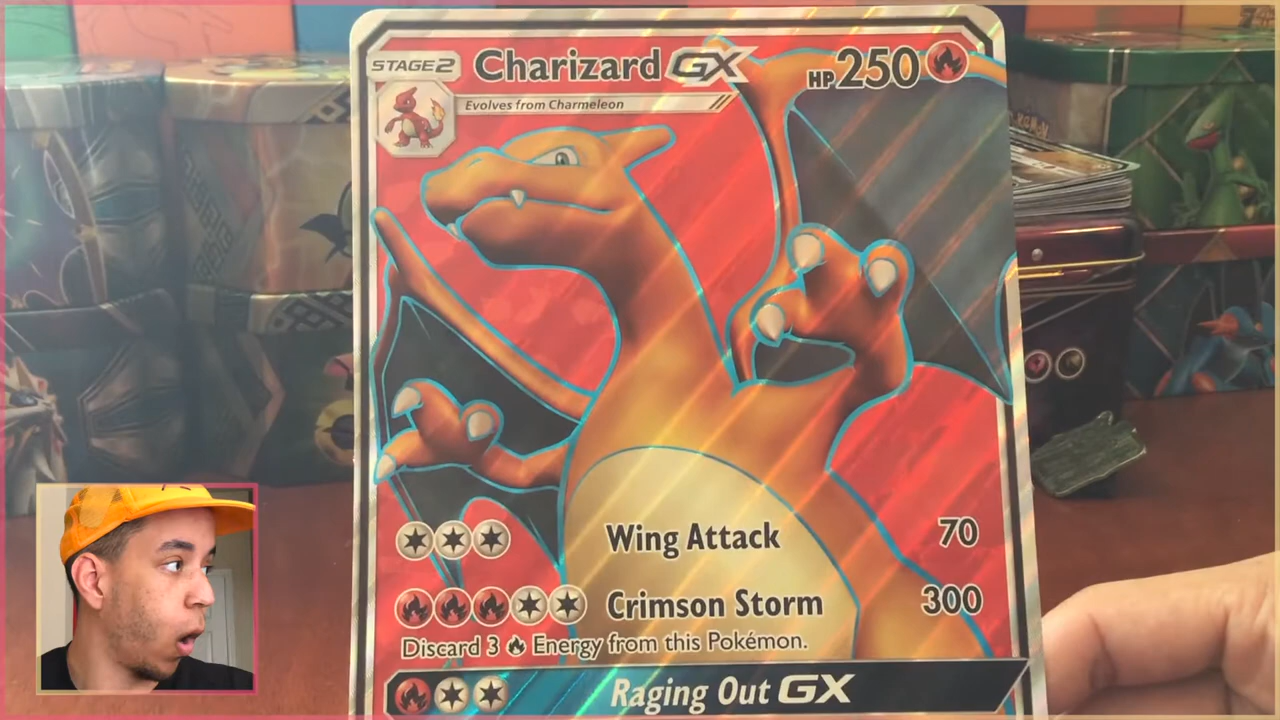 STAGE2 Charizard GX HP250
Evolves from Charmeleon
Wing Attack 70
Crimson Storm 300
Discard 3 Energy from this Pokémon.
Raging Out GX